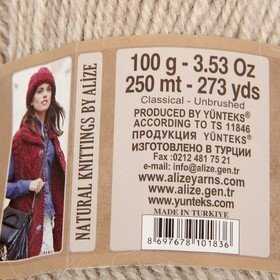 NATURAL KNITTINGS BY ALİZE
100 g - 3.53 Oz
250 mt - 273 yds
Classical - Unbrushed
PRODUCED BY YÜNTEKS®
ACCORDING TO TS 11846
ПРОДУКЦИЯ YÜNTEKS®
ИЗГОТОВЛЕНО В ТУРЦИИ
Fax: 0212 481 75 21
e-mail: info@alize.gen.tr
www.alizeyarns.com
www.alize.gen.tr
www.yunteks.com
MADE IN TURKIYE
8 697678 101836